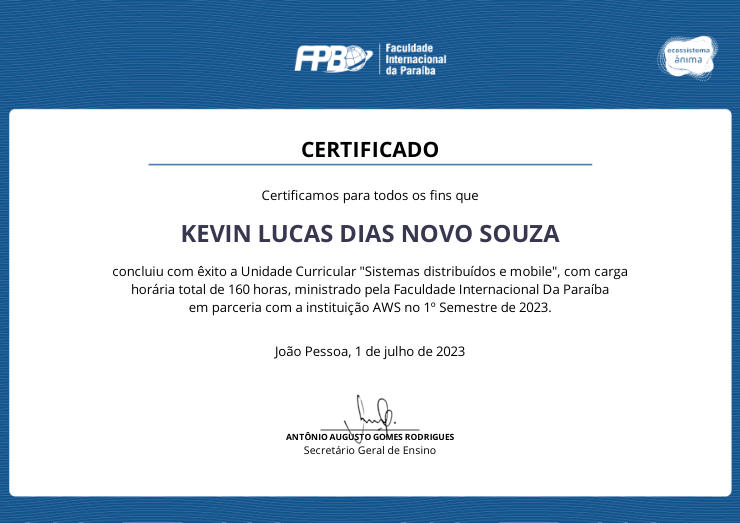 FPB
Faculdade
Internacional
da Paraíba
ecossistema
ânima
CERTIFICADO
Certificamos para todos os fins que
KEVIN LUCAS DIAS NOVO SOUZA
concluiu com êxito a Unidade Curricular "Sistemas distribuídos e mobile", com carga
horária total de 160 horas, ministrado pela Faculdade Internacional Da Paraíba
em parceria com a instituição AWS no 1º Semestre de 2023.
João Pessoa, 1 de julho de 2023
ANTÔNIO AUGUSTO GOMES RODRIGUES
Secretário Geral de Ensino